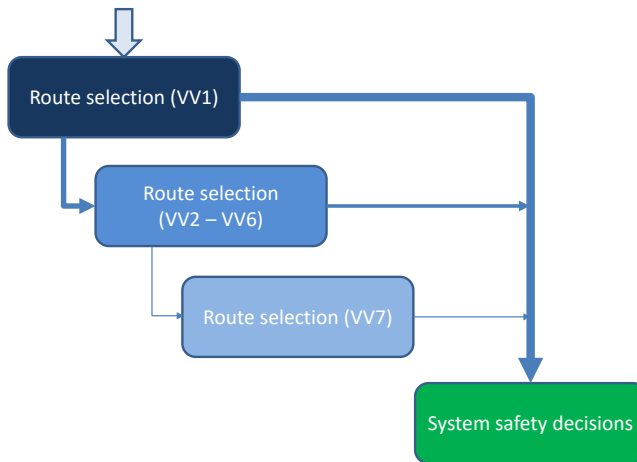 Route selection (VV1)
Route selection
(VV2 – VV6)
Route selection (VV7)
System safety decisions